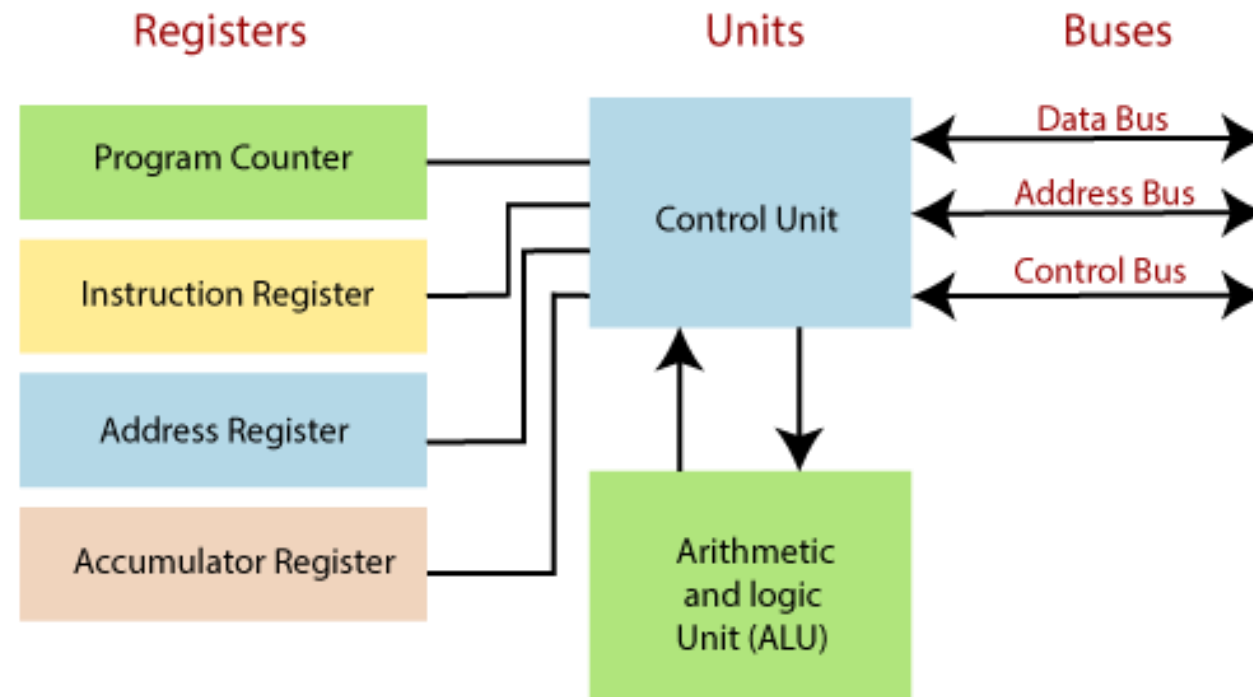 Registers
Units
Buses
Program Counter
Instruction Register
Address Register
Accumulator Register
Control Unit
Arithmetic
and logic
Unit (ALU)
Data Bus
Address Bus
Control Bus